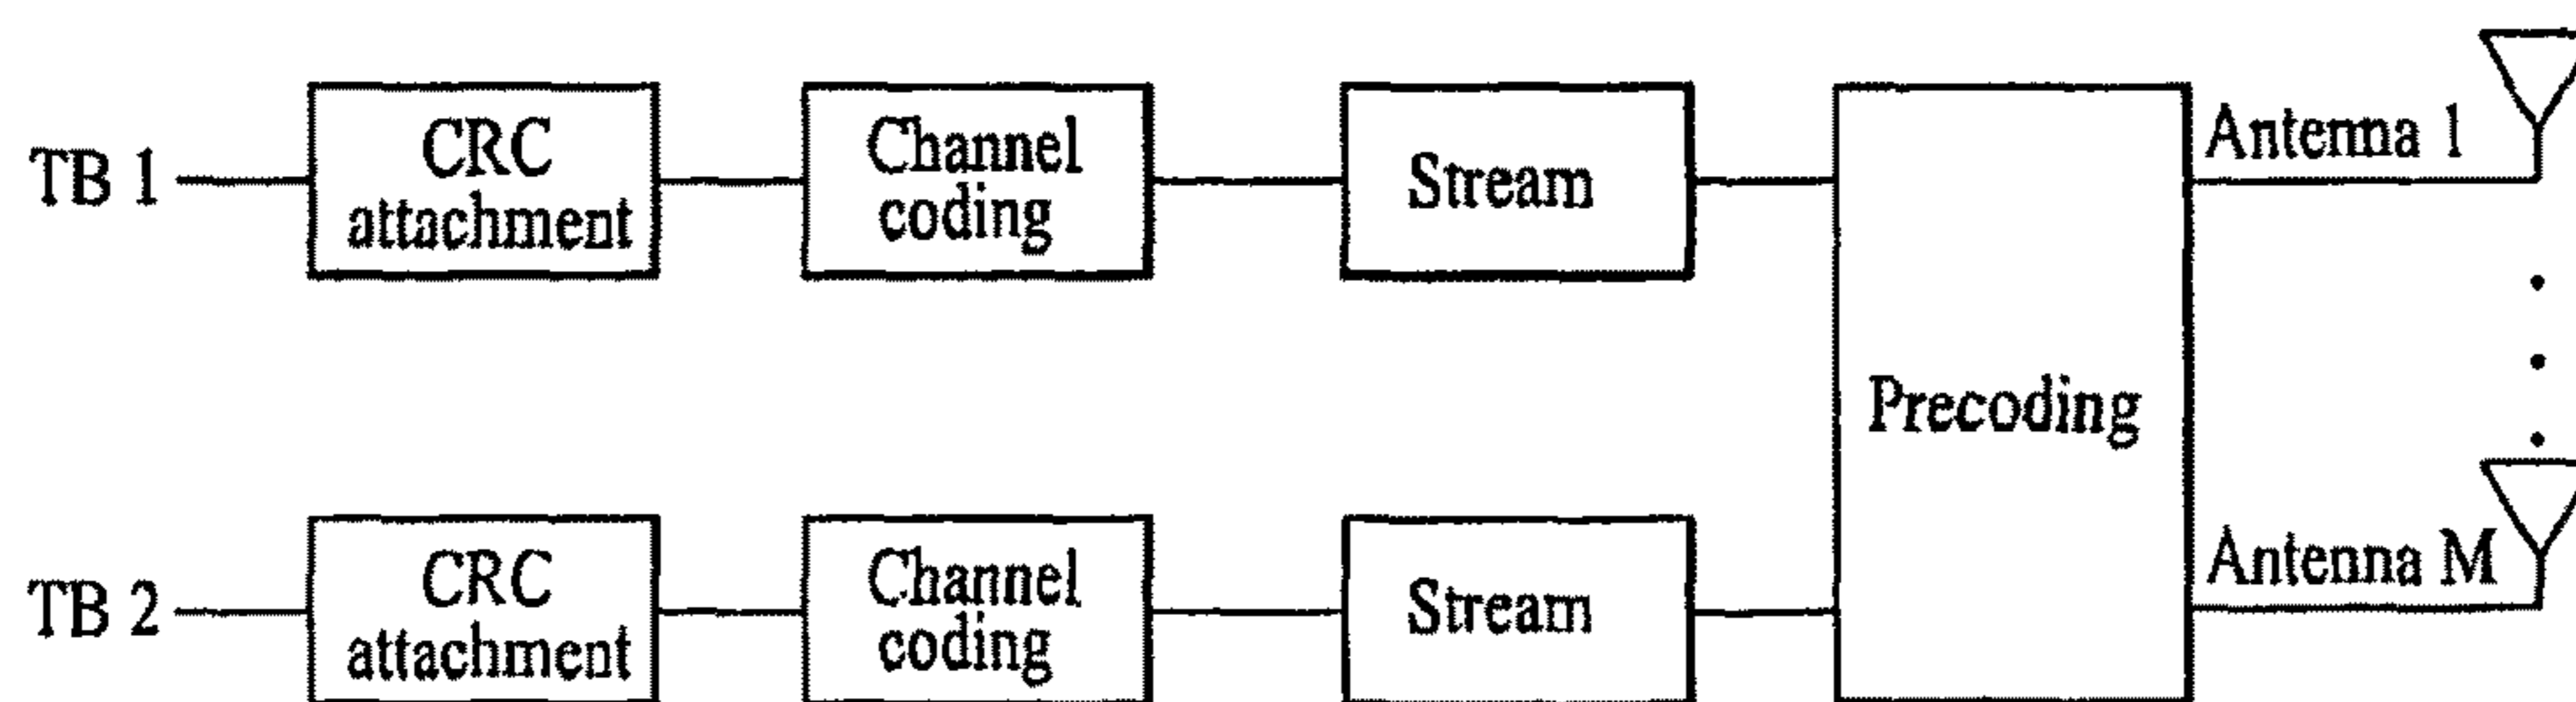 TB 1
CRC
attachment
Channel
coding
Stream
Precoding
Antenna 1
TB 2
CRC
attachment
Channel
coding
Stream
Antenna M